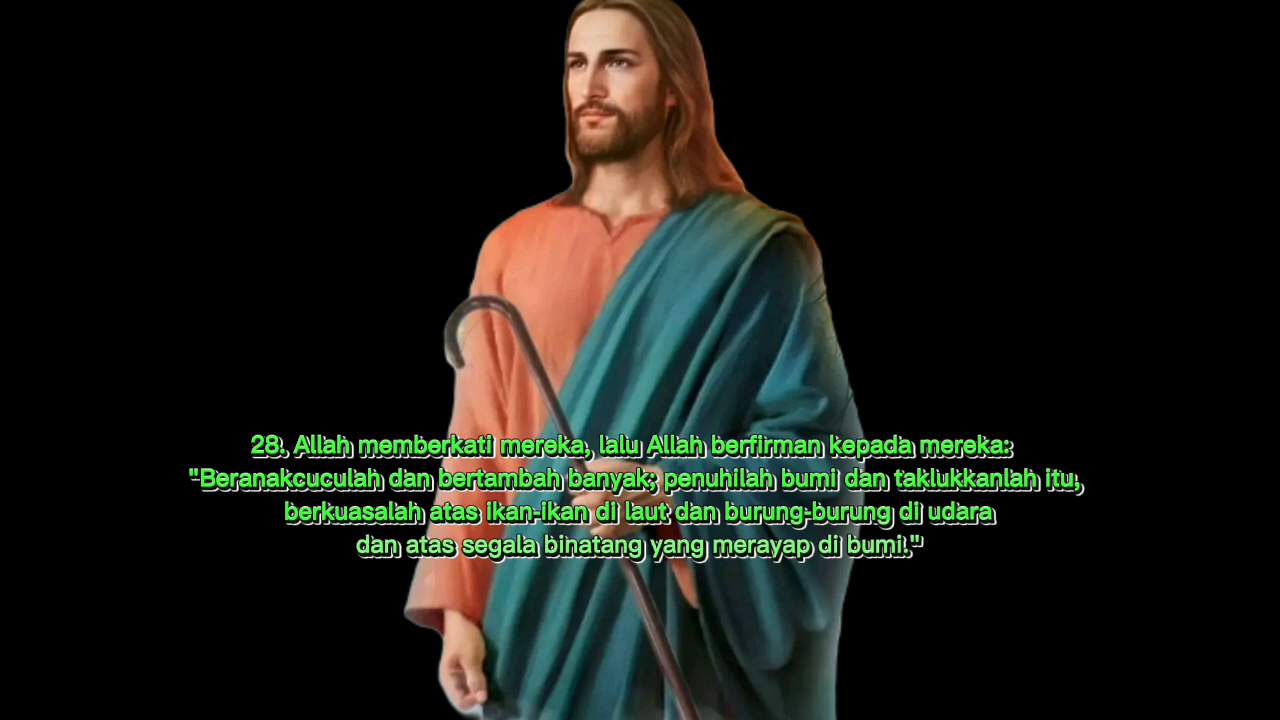 28. Allah memberkati mereka, lalu Allah berfirman kepada mereka:
"Beranakcuculah dan bertambah banyak; penuhilah bumi dan taklukkanlah itu,
berkuasalah atas ikan-ikan di laut dan burung-burung di udara
dan atas segala binatang yang merayap di bumi."